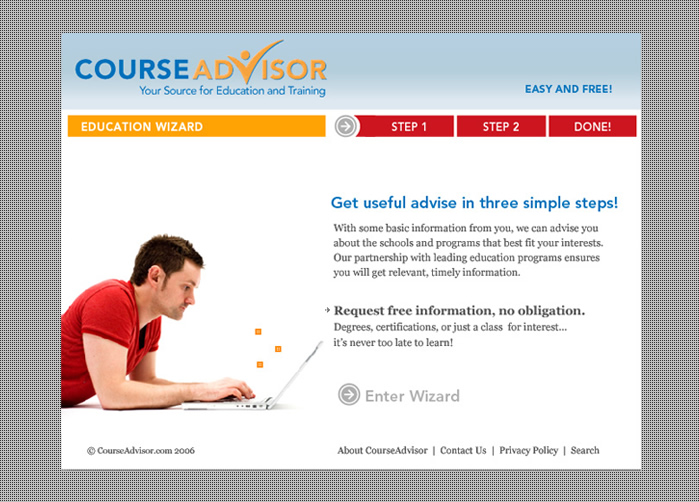 COURSE ADVISOR
Your Source for Education and Training
EASY AND FREE!
EDUCATION WIZARD
STEP 1
STEP 2
DONE!
Get useful advise in three simple steps!
With some basic information from you, we can advise you
about the schools and programs that best fit your interests.
Our partnership with leading education programs ensures
you will get relevant, timely information.
Request free information, no obligation.
Degrees, certifications, or just a class for interest...
it's never too late to learn!
Enter Wizard
© CourseAdvisor.com 2006
About CourseAdvisor | Contact Us | Privacy Policy | Search